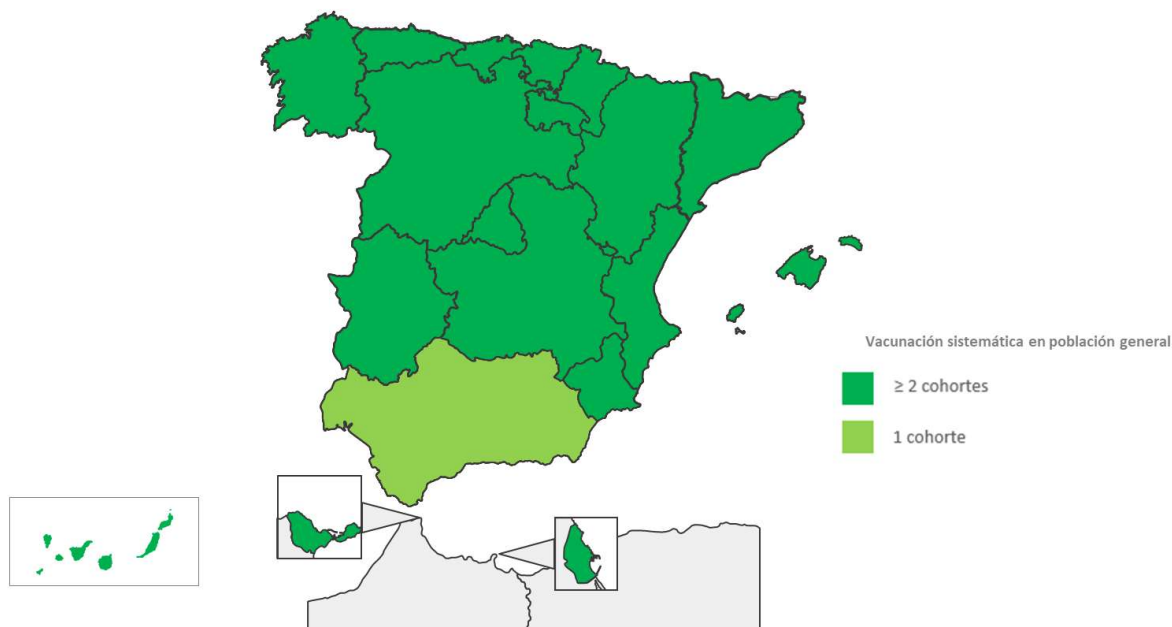 Vacunación sistemática en población general
≥ 2 cohortes
1 cohorte